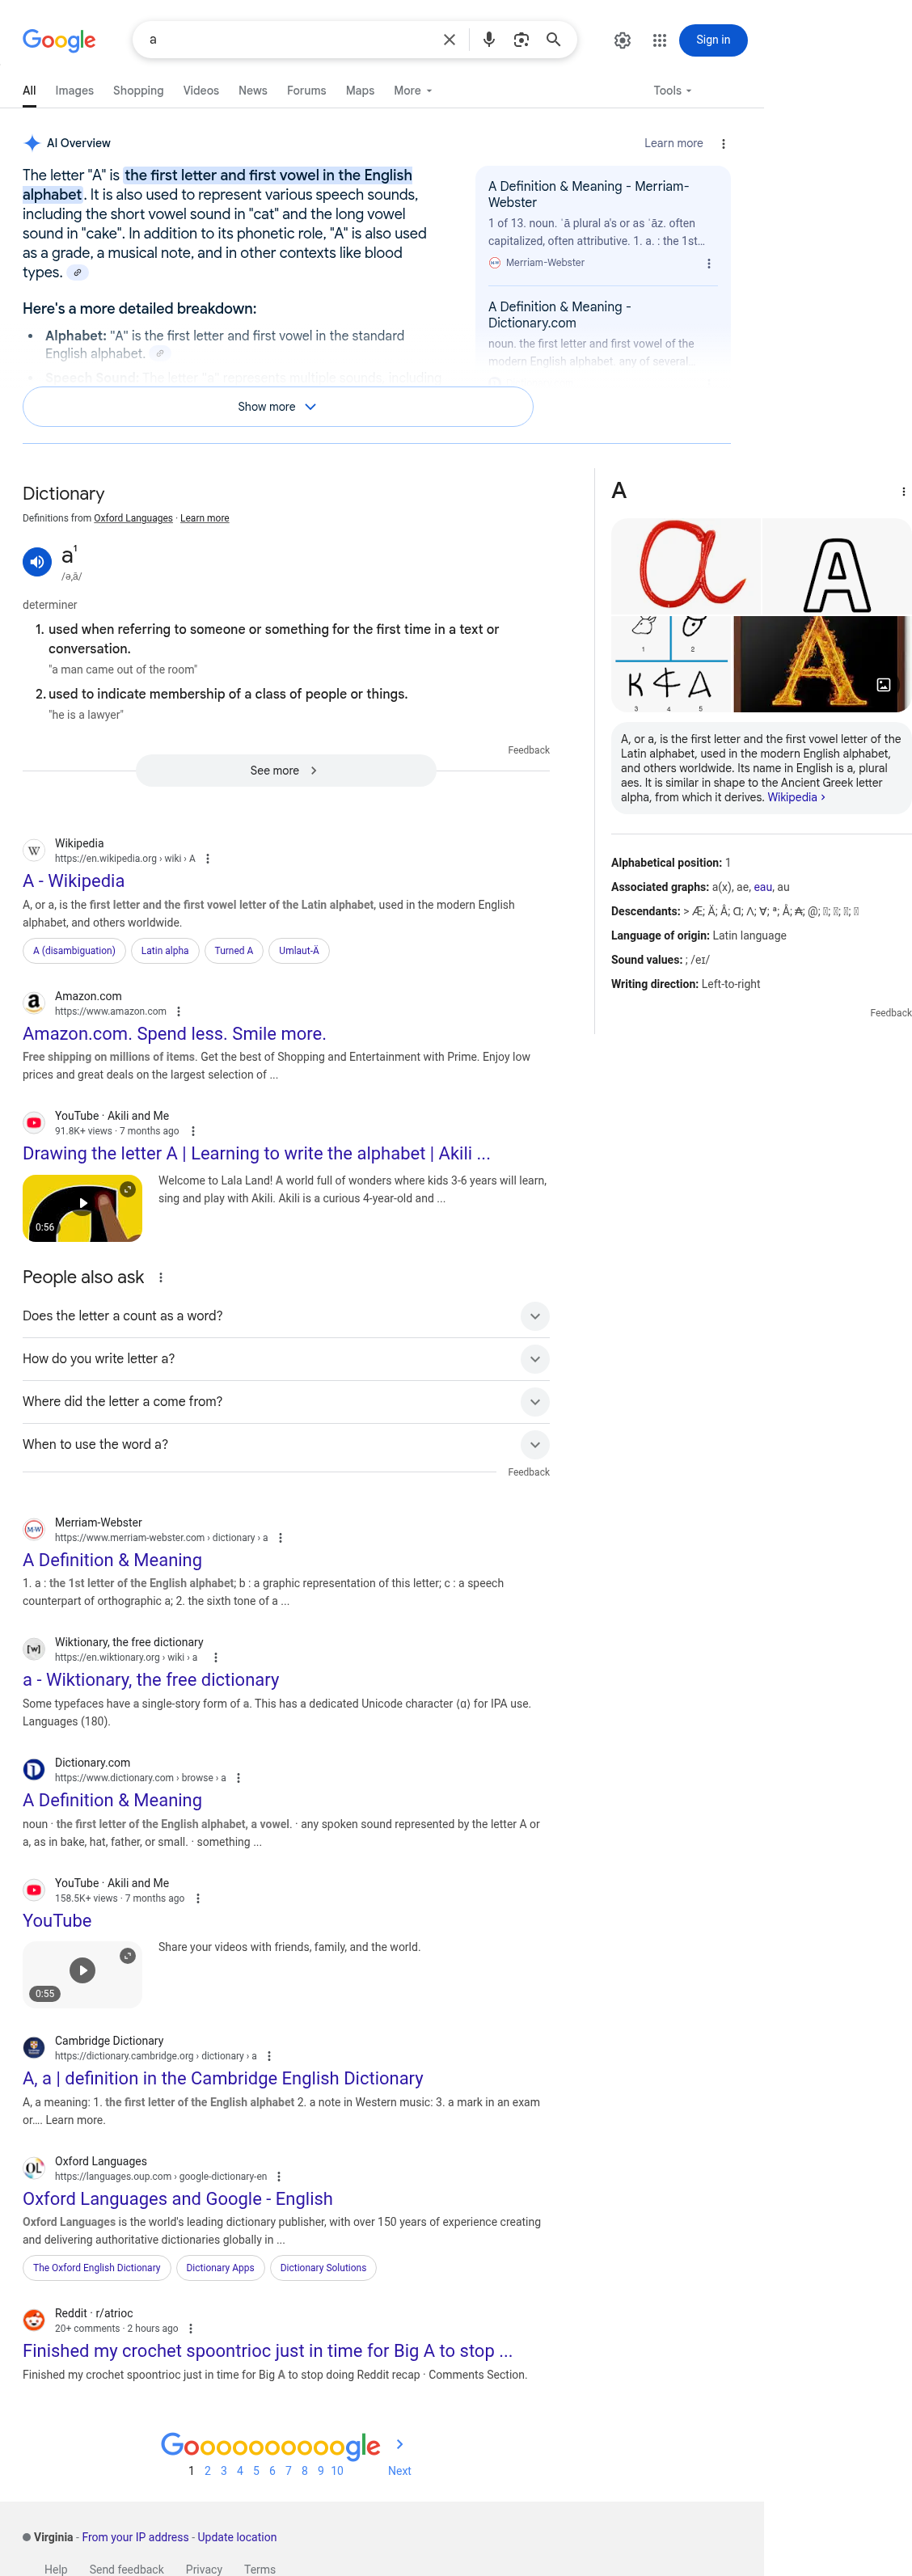 Google
a
Sign in
All Images Shopping Videos News Forums Maps More Tools
AI Overview
Learn more
The letter "A" is the first letter and first vowel in the English
alphabet. It is also used to represent various speech sounds,
including the short vowel sound in "cat" and the long vowel
sound in "cake". In addition to its phonetic role, "A" is also used
as a grade, a musical note, and in other contexts like blood
types.
Here's a more detailed breakdown:
• Alphabet: "A" is the first letter and first vowel in the standard
English alphabet.
• Speech Sound: The letter "a" represents multiple sounds, including
A Definition & Meaning - Merriam-
Webster
1 of 13. noun. ˈā plural a's or as ˈāz. often
capitalized, often attributive. 1. a. : the 1st...
Merriam-Webster
A Definition & Meaning -
Dictionary.com
noun. the first letter and first vowel of the
modern English alphabet. any of several...
Show more
Dictionary
Definitions from Oxford Languages · Learn more
a¹
/ə,ā/
determiner
1. used when referring to someone or something for the first time in a text or
conversation.
"a man came out of the room"
2. used to indicate membership of a class of people or things.
"he is a lawyer"
Feedback
See more
A
a
A
1 2
A
3 4 5
A, or a, is the first letter and the first vowel letter of the
Latin alphabet, used in the modern English alphabet,
and others worldwide. Its name in English is a, plural
aes. It is similar in shape to the Ancient Greek letter
alpha, from which it derives. Wikipedia
Alphabetical position: 1
Associated graphs: a(x), ae, eau, au
Descendants: > Æ; Ä; Â; Ɑ; Λ; Ɐ; ª; Å; ₳; @;
Language of origin: Latin language
Sound values: ; /eɪ/
Writing direction: Left-to-right
Feedback
W
Wikipedia
https://en.wikipedia.org › wiki › A
A - Wikipedia
A, or a, is the first letter and the first vowel letter of the Latin alphabet, used in the modern English
alphabet, and others worldwide.
A (disambiguation) Latin alpha Turned A Umlaut-Ä
a
Amazon.com
https://www.amazon.com
Amazon.com. Spend less. Smile more.
Free shipping on millions of items. Get the best of Shopping and Entertainment with Prime. Enjoy low
prices and great deals on the largest selection of ...
YouTube · Akili and Me
91.8K+ views · 7 months ago
Drawing the letter A | Learning to write the alphabet | Akili ...
0:56
Welcome to Lala Land! A world full of wonders where kids 3-6 years will learn,
sing and play with Akili. Akili is a curious 4-year-old and ...
People also ask
Does the letter a count as a word?
How do you write letter a?
Where did the letter a come from?
When to use the word a?
Feedback
M-W
Merriam-Webster
https://www.merriam-webster.com › dictionary › a
A Definition & Meaning
1. a : the 1st letter of the English alphabet; b : a graphic representation of this letter; c : a speech
counterpart of orthographic a; 2. the sixth tone of a ...
[w]
Wiktionary, the free dictionary
https://en.wiktionary.org › wiki › a
a - Wiktionary, the free dictionary
Some typefaces have a single-story form of a. This has a dedicated Unicode character ⟨ɑ⟩ for IPA use.
Languages (180).
Dictionary.com
https://www.dictionary.com › browse › a
A Definition & Meaning
noun · the first letter of the English alphabet, a vowel. · any spoken sound represented by the letter A or
a, as in bake, hat, father, or small. · something ...
YouTube · Akili and Me
158.5K+ views · 7 months ago
YouTube
0:55
Share your videos with friends, family, and the world.
Cambridge Dictionary
https://dictionary.cambridge.org › dictionary › a
A, a | definition in the Cambridge English Dictionary
A, a meaning: 1. the first letter of the English alphabet 2. a note in Western music: 3. a mark in an exam
or.... Learn more.
OL
Oxford Languages
https://languages.oup.com › google-dictionary-en
Oxford Languages and Google - English
Oxford Languages is the world's leading dictionary publisher, with over 150 years of experience creating
and delivering authoritative dictionaries globally in ...
The Oxford English Dictionary Dictionary Apps Dictionary Solutions
Reddit · r/atrioc
20+ comments · 2 hours ago
Finished my crochet spoontrioc just in time for Big A to stop ...
Finished my crochet spoontrioc just in time for Big A to stop doing Reddit recap · Comments Section.
Goooooooooogle
1 2 3 4 5 6 7 8 9 10 Next
Virginia - From your IP address - Update location
Help Send feedback Privacy Terms